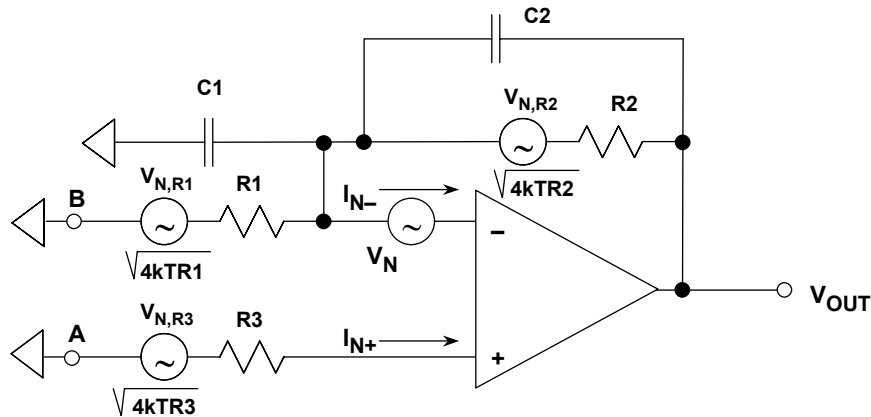 C2
C1
V_N,R2
R2
V_N,R1
R1
I_N–
√4kTR2
B
V_N
–
√4kTR1
V_OUT
V_N,R3
R3
I_N+
A
+
√4kTR3